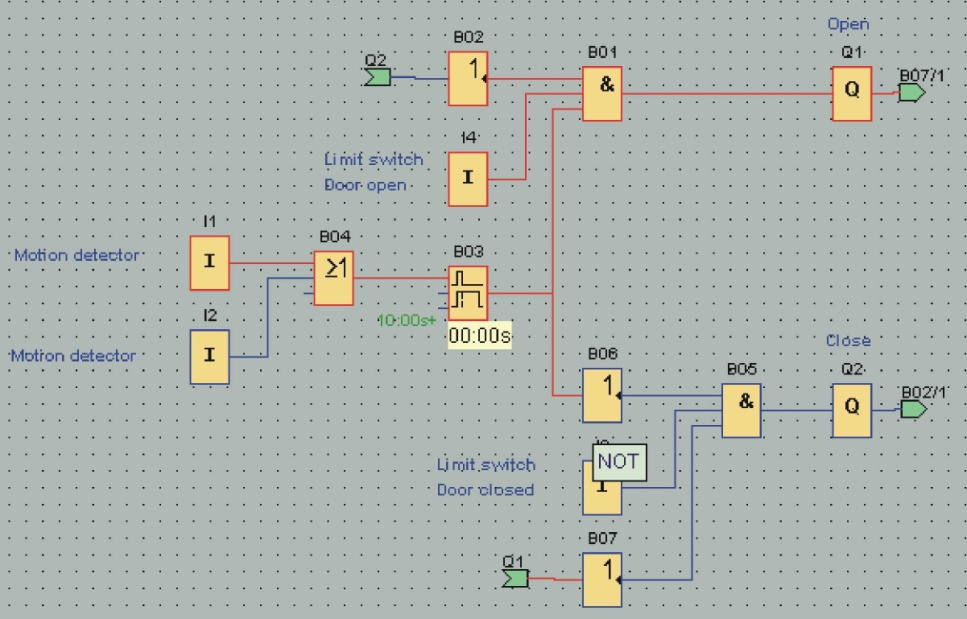 Open
Q2
B02
1
B01
&
Q1
Q
B07/1
I4
Limit switch
Door open
I
I1
Motion detector
I
B04
≥1
B03
10:00s+
00:00s
I2
Motion detector
I
B06
1
B05
&
Close
Q2
Q
B02/1
Limit switch
Door closed
NOT
I
Q1
B07
1